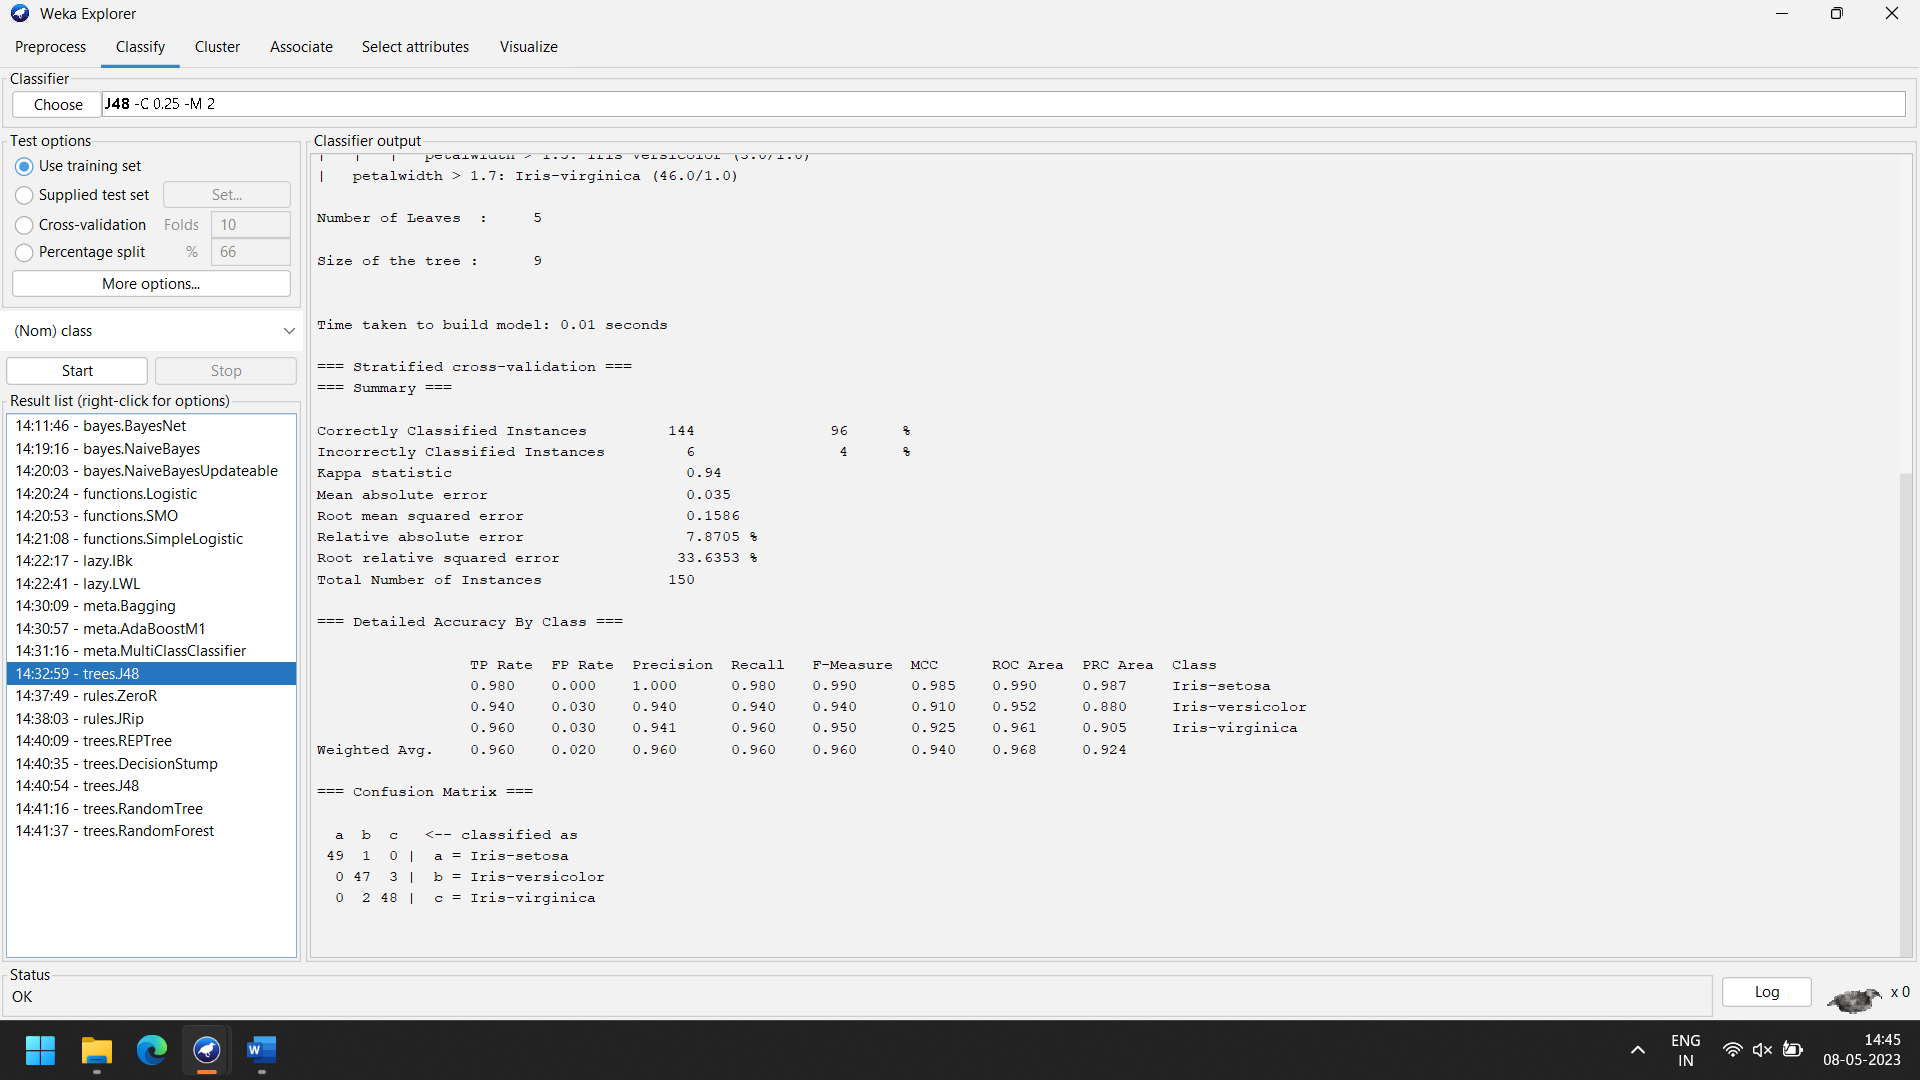 Weka Explorer
Preprocess Classify Cluster Associate Select attributes Visualize
Classifier
Choose J48 -C 0.25 -M 2
Test options
Use training set
Supplied test set Set...
Cross-validation Folds 10
Percentage split % 66
More options...
(Nom) class
Start Stop
Result list (right-click for options)
14:11:46 - bayes.BayesNet
14:19:16 - bayes.NaiveBayes
14:20:03 - bayes.NaiveBayesUpdateable
14:20:24 - functions.Logistic
14:20:53 - functions.SMO
14:21:08 - functions.SimpleLogistic
14:22:17 - lazy.IBk
14:22:41 - lazy.LWL
14:30:09 - meta.Bagging
14:30:57 - meta.AdaBoostM1
14:31:16 - meta.MultiClassClassifier
14:32:59 - trees.J48
14:37:49 - rules.ZeroR
14:38:03 - rules.JRip
14:40:09 - trees.REPTree
14:40:35 - trees.DecisionStump
14:40:54 - trees.J48
14:41:16 - trees.RandomTree
14:41:37 - trees.RandomForest
Classifier output
| | | petalwidth > 1.5: Iris-versicolor (3.0/1.0)
| petalwidth > 1.7: Iris-virginica (46.0/1.0)
Number of Leaves : 5
Size of the tree : 9
Time taken to build model: 0.01 seconds
=== Stratified cross-validation ===
=== Summary ===
Correctly Classified Instances 144 96 %
Incorrectly Classified Instances 6 4 %
Kappa statistic 0.94
Mean absolute error 0.035
Root mean squared error 0.1586
Relative absolute error 7.8705 %
Root relative squared error 33.6353 %
Total Number of Instances 150
=== Detailed Accuracy By Class ===
TP Rate FP Rate Precision Recall F-Measure MCC ROC Area PRC Area Class
0.980 0.000 1.000 0.980 0.990 0.985 0.990 0.987 Iris-setosa
0.940 0.030 0.940 0.940 0.940 0.910 0.952 0.880 Iris-versicolor
0.960 0.030 0.941 0.960 0.950 0.925 0.961 0.905 Iris-virginica
Weighted Avg. 0.960 0.020 0.960 0.960 0.960 0.940 0.968 0.924
=== Confusion Matrix ===
a b c <-- classified as
49 1 0 | a = Iris-setosa
0 47 3 | b = Iris-versicolor
0 2 48 | c = Iris-virginica
Status
OK
Log x 0
W
ENG
IN
14:45
08-05-2023